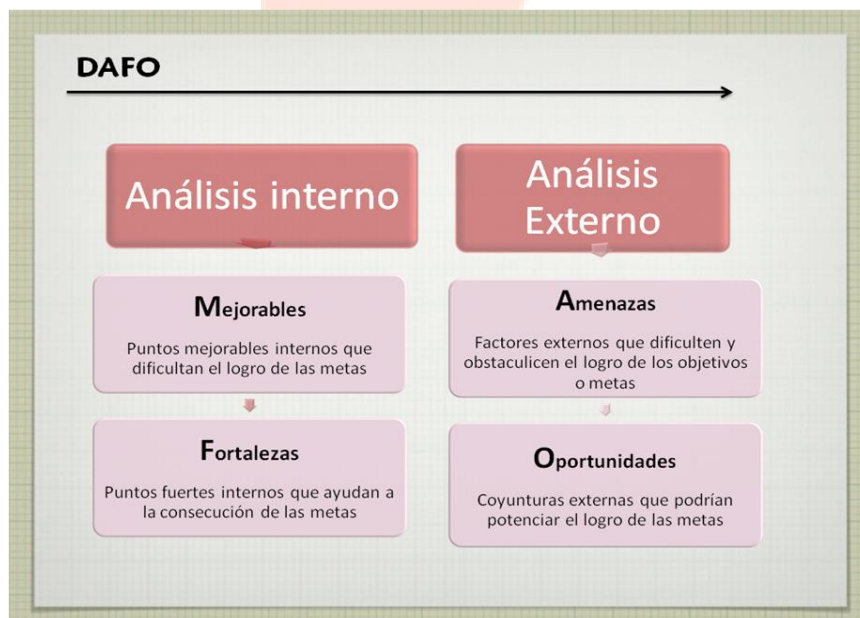 DAFO
Análisis interno
Mejorables
Puntos mejorables internos que
dificultan el logro de las metas
Fortalezas
Puntos fuertes internos que ayudan a
la consecución de las metas
Análisis
Externo
Amenazas
Factores externos que dificulten y
obstaculicen el logro de los objetivos
o metas
Oportunidades
Coyunturas externas que podrían
potenciar el logro de las metas